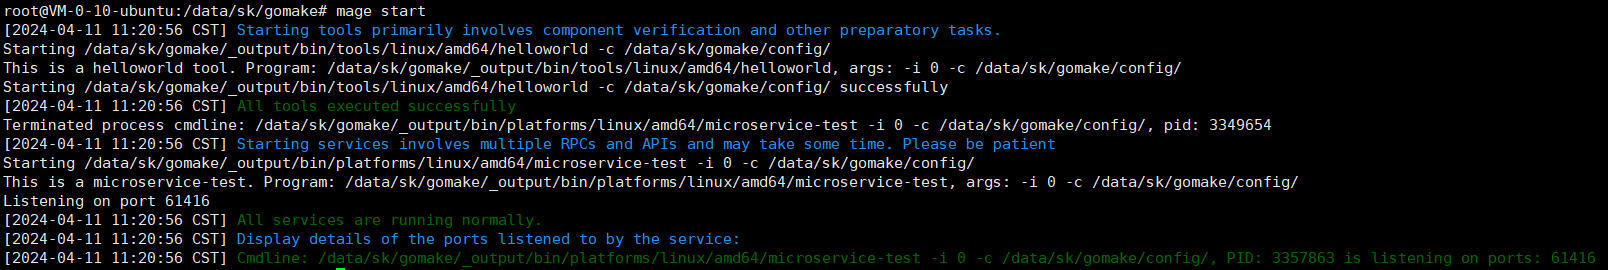 root@VM-0-10-ubuntu:/data/sk/gomake# mage start
[2024-04-11 11:20:56 CST] Starting tools primarily involves component verification and other preparatory tasks.
Starting /data/sk/gomake/_output/bin/tools/linux/amd64/helloworld -c /data/sk/gomake/config/
This is a helloworld tool. Program: /data/sk/gomake/_output/bin/tools/linux/amd64/helloworld, args: -i 0 -c /data/sk/gomake/config/
Starting /data/sk/gomake/_output/bin/tools/linux/amd64/helloworld -c /data/sk/gomake/config/ successfully
[2024-04-11 11:20:56 CST] All tools executed successfully
Terminated process cmdline: /data/sk/gomake/_output/bin/platforms/linux/amd64/microservice-test -i 0 -c /data/sk/gomake/config/, pid: 3349654
[2024-04-11 11:20:56 CST] Starting services involves multiple RPCs and APIs and may take some time. Please be patient
Starting /data/sk/gomake/_output/bin/platforms/linux/amd64/microservice-test -i 0 -c /data/sk/gomake/config/
This is a microservice-test. Program: /data/sk/gomake/_output/bin/platforms/linux/amd64/microservice-test, args: -i 0 -c /data/sk/gomake/config/
Listening on port 61416
[2024-04-11 11:20:56 CST] All services are running normally.
[2024-04-11 11:20:56 CST] Display details of the ports listened to by the service:
[2024-04-11 11:20:56 CST] Cmdline: /data/sk/gomake/_output/bin/platforms/linux/amd64/microservice-test -i 0 -c /data/sk/gomake/config/, PID: 3357863 is listening on ports: 61416